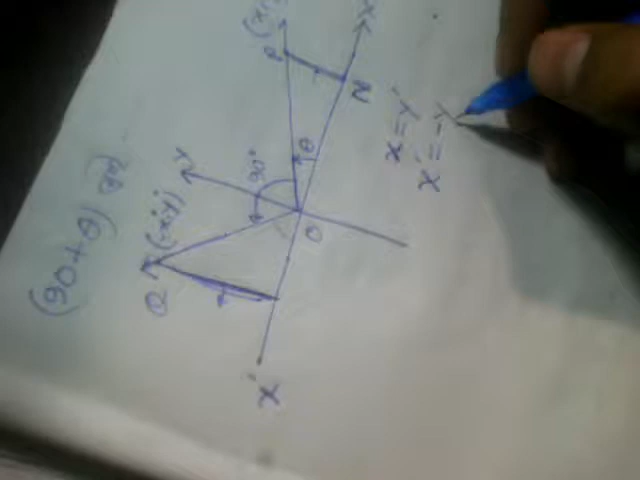 (90+θ) के
Y
X
P (x,
Q (x',y')
90°
θ
O
N
X'
x = y'
x' = -y